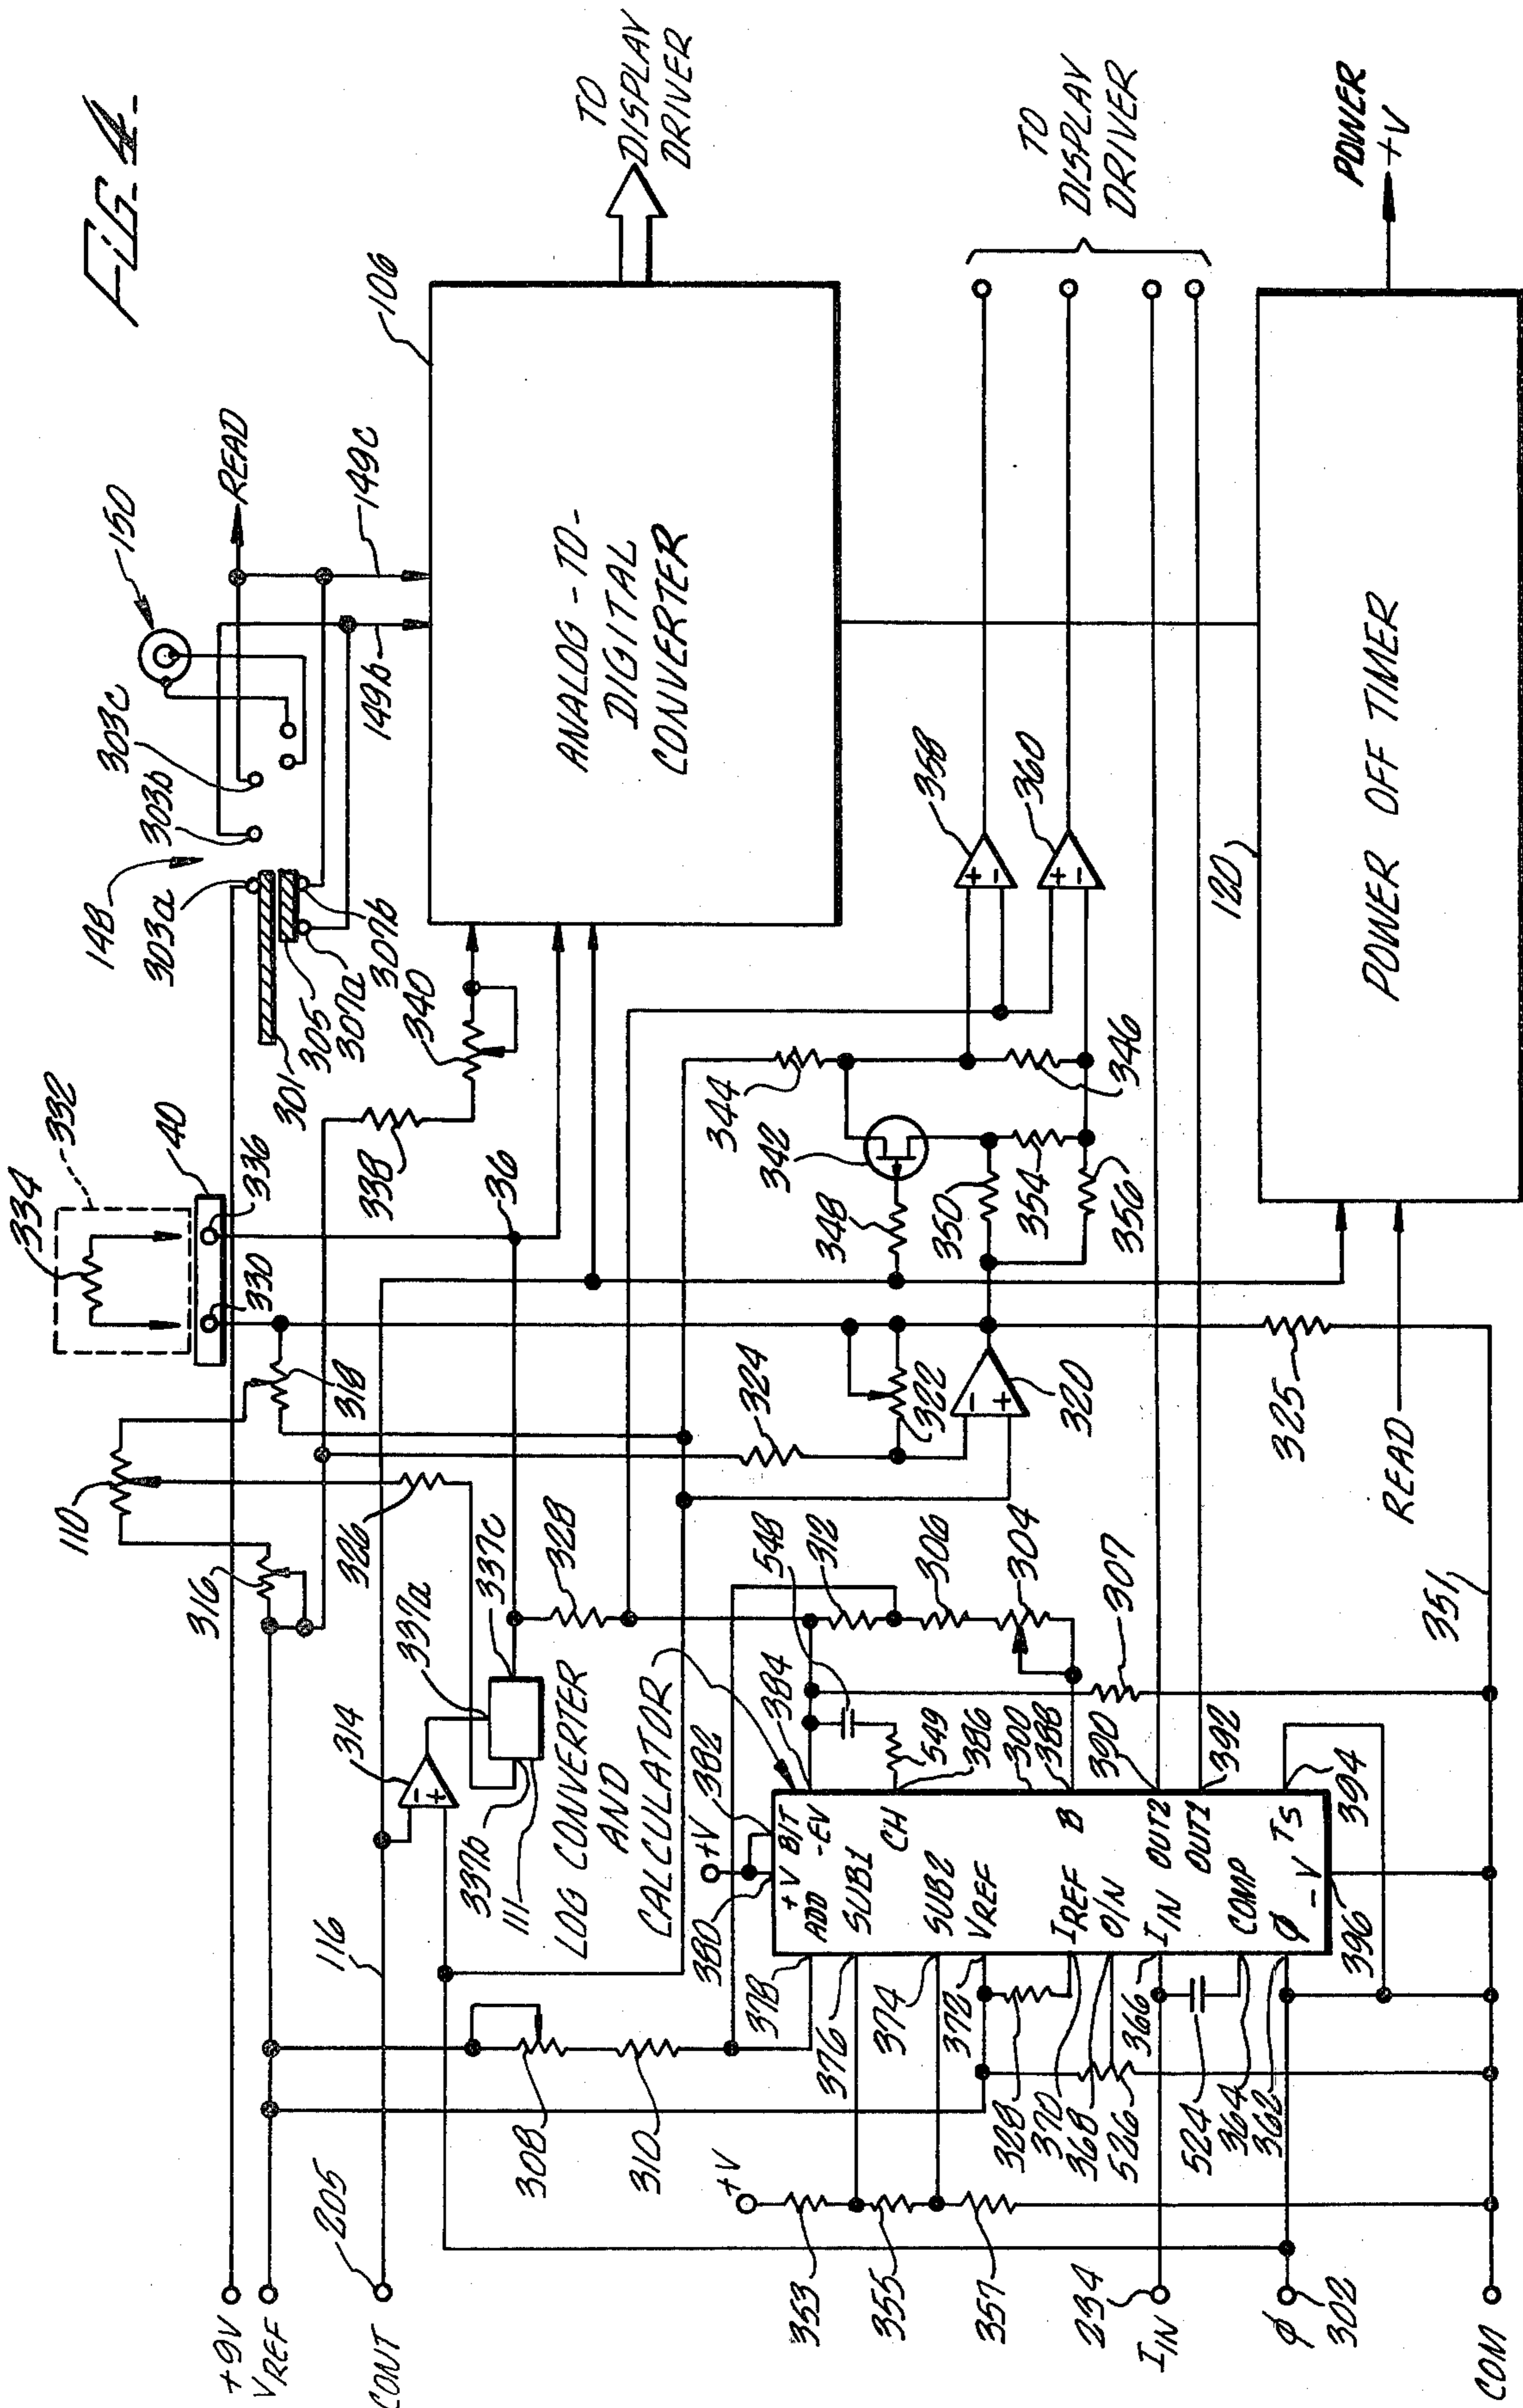 FIG. 4.
+9V
VREF
205
CONT
116
316
110
326
318
334
332
40
330
336
301
305
307a
307b
303a
148
303b
303c
150
READ
149b
149c
106
TO
DISPLAY
DRIVER
ANALOG-TO-
DIGITAL
CONVERTER
338
340
36
314
337a
337b
337c
111
LOG CONVERTER
AND
CALCULATOR
328
324
322
320
325
344
342
346
348
350
354
356
358
360
TO
DISPLAY
DRIVER
308
310
378
380
+V
382
384
548
312
306
304
307
386
549
300
388
390
392
394
396
351
+V
B/T
ADD
-EV
SUB1
CH
SUB2
VREF
IREF
B
O/N
IIN
OUT2
OUT1
COMP
Φ
-V
TS
376
374
372
328
370
368
526
366
524
364
362
+V
353
355
357
234
IIN
Φ
302
COM
READ
120
POWER OFF TIMER
POWER
+V